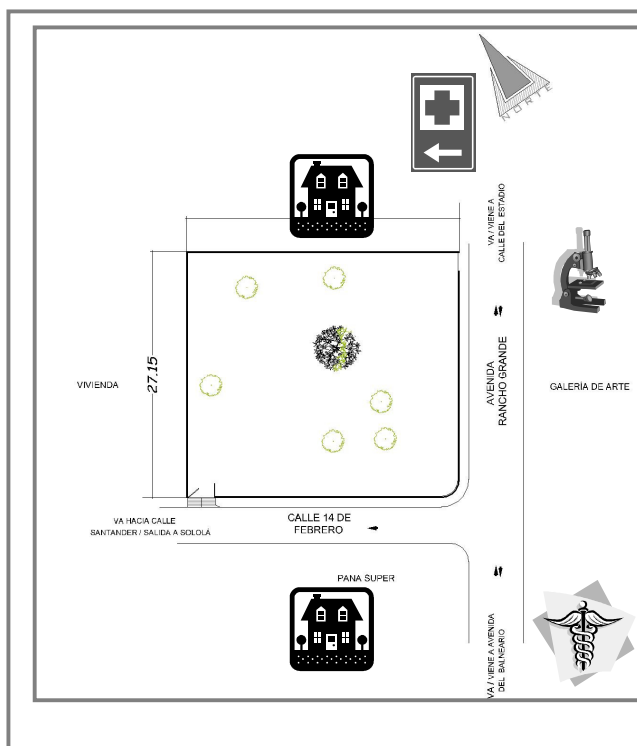 NORTE
VA / VIENE A
CALLE DEL ESTADIO
27.15
VIVIENDA
AVENIDA
RANCHO GRANDE
GALERÍA DE ARTE
VA HACIA CALLE
SANTANDER / SALIDA A SOLOLÁ
CALLE 14 DE
FEBRERO
PANA SUPER
VA / VIENE A AVENIDA
DEL BALNEARIO